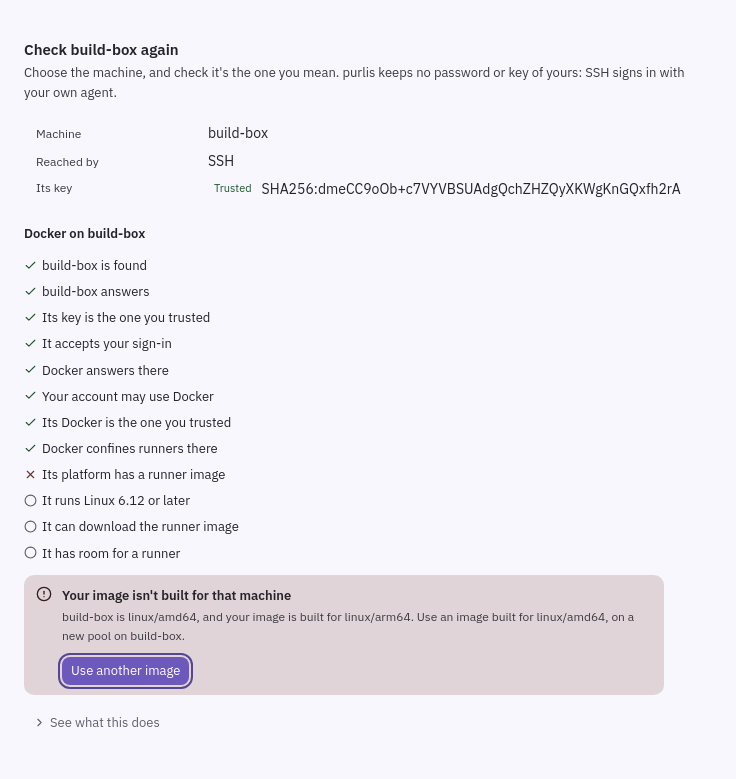 Check build-box again
Choose the machine, and check it's the one you mean. purlis keeps no password or key of yours: SSH signs in with
your own agent.
Machine build-box
Reached by SSH
Its key Trusted SHA256:dmeCC9oOb+c7VYVBSUAdgQchZHZQyXKWgKnGQxfh2rA
Docker on build-box
build-box is found
build-box answers
Its key is the one you trusted
It accepts your sign-in
Docker answers there
Your account may use Docker
Its Docker is the one you trusted
Docker confines runners there
Its platform has a runner image
It runs Linux 6.12 or later
It can download the runner image
It has room for a runner
Your image isn't built for that machine
build-box is linux/amd64, and your image is built for linux/arm64. Use an image built for linux/amd64, on a
new pool on build-box.
Use another image
See what this does